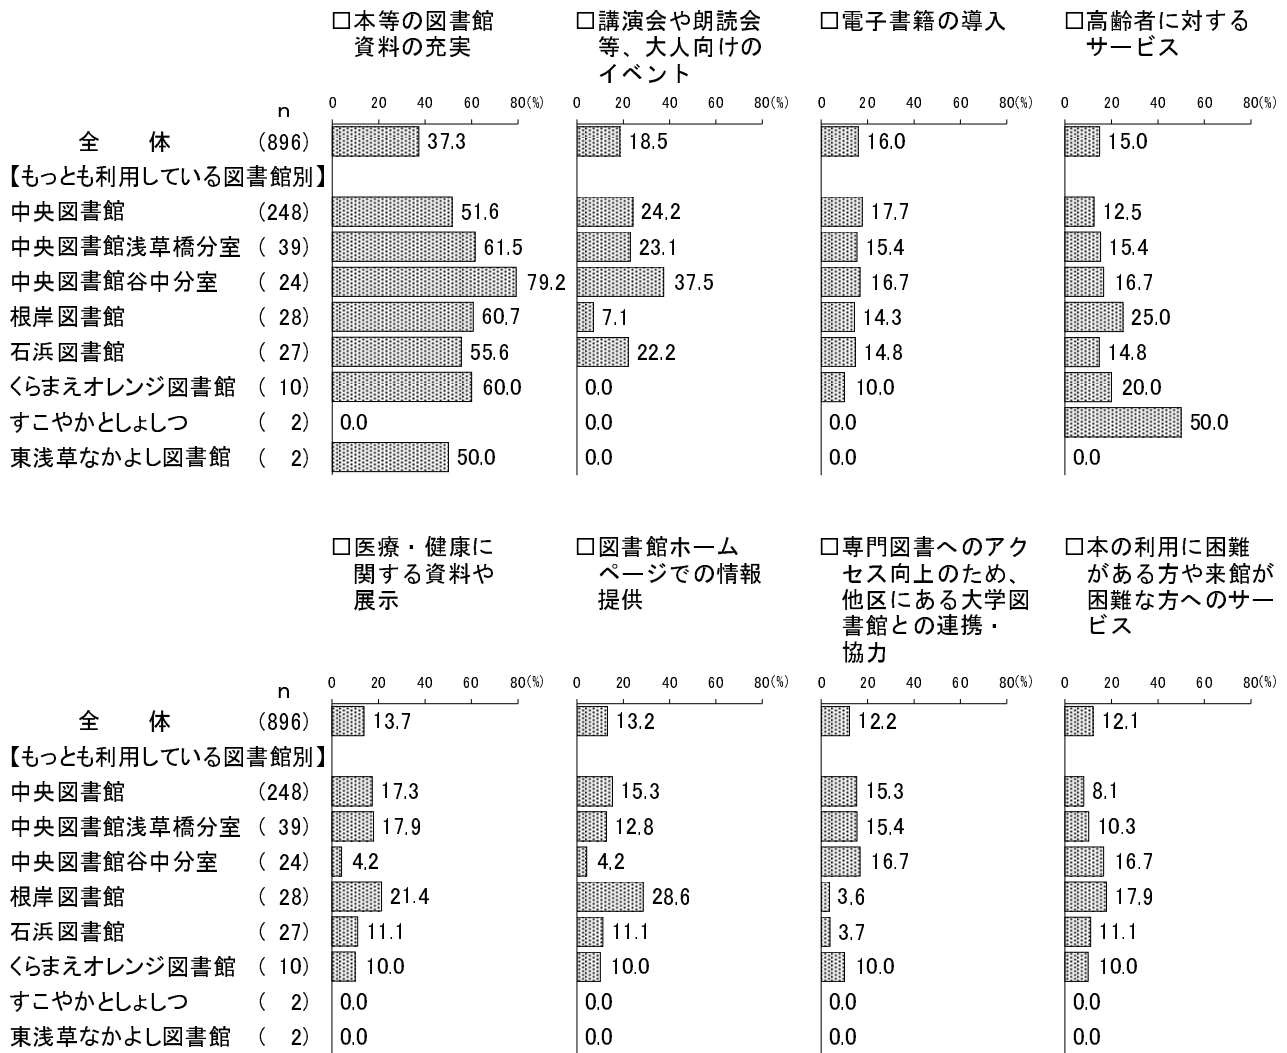 □本等の図書館
資料の充実
□講演会や朗読会
等、大人向けの
イベント
□電子書籍の導入
□高齢者に対する
サービス
n
0 20 40 60 80(%)
0 20 40 60 80(%)
0 20 40 60 80(%)
0 20 40 60 80(%)
全 体 (896) 37.3 18.5 16.0 15.0
【もっとも利用している図書館別】
中央図書館 (248) 51.6 24.2 17.7 12.5
中央図書館浅草橋分室 ( 39) 61.5 23.1 15.4 15.4
中央図書館谷中分室 ( 24) 79.2 37.5 16.7 16.7
根岸図書館 ( 28) 60.7 7.1 14.3 25.0
石浜図書館 ( 27) 55.6 22.2 14.8 14.8
くらまえオレンジ図書館 ( 10) 60.0 0.0 10.0 20.0
すこやかとしょしつ ( 2) 0.0 0.0 0.0 50.0
東浅草なかよし図書館 ( 2) 50.0 0.0 0.0 0.0
□医療・健康に
関する資料や
展示
□図書館ホーム
ページでの情報
提供
□専門図書へのアク
セス向上のため、
他区にある大学図
書館との連携・
協力
□本の利用に困難
がある方や来館が
困難な方へのサー
ビス
n
0 20 40 60 80(%)
0 20 40 60 80(%)
0 20 40 60 80(%)
0 20 40 60 80(%)
全 体 (896) 13.7 13.2 12.2 12.1
【もっとも利用している図書館別】
中央図書館 (248) 17.3 15.3 15.3 8.1
中央図書館浅草橋分室 ( 39) 17.9 12.8 15.4 10.3
中央図書館谷中分室 ( 24) 4.2 4.2 16.7 16.7
根岸図書館 ( 28) 21.4 28.6 3.6 17.9
石浜図書館 ( 27) 11.1 11.1 3.7 11.1
くらまえオレンジ図書館 ( 10) 10.0 10.0 10.0 10.0
すこやかとしょしつ ( 2) 0.0 0.0 0.0 0.0
東浅草なかよし図書館 ( 2) 0.0 0.0 0.0 0.0